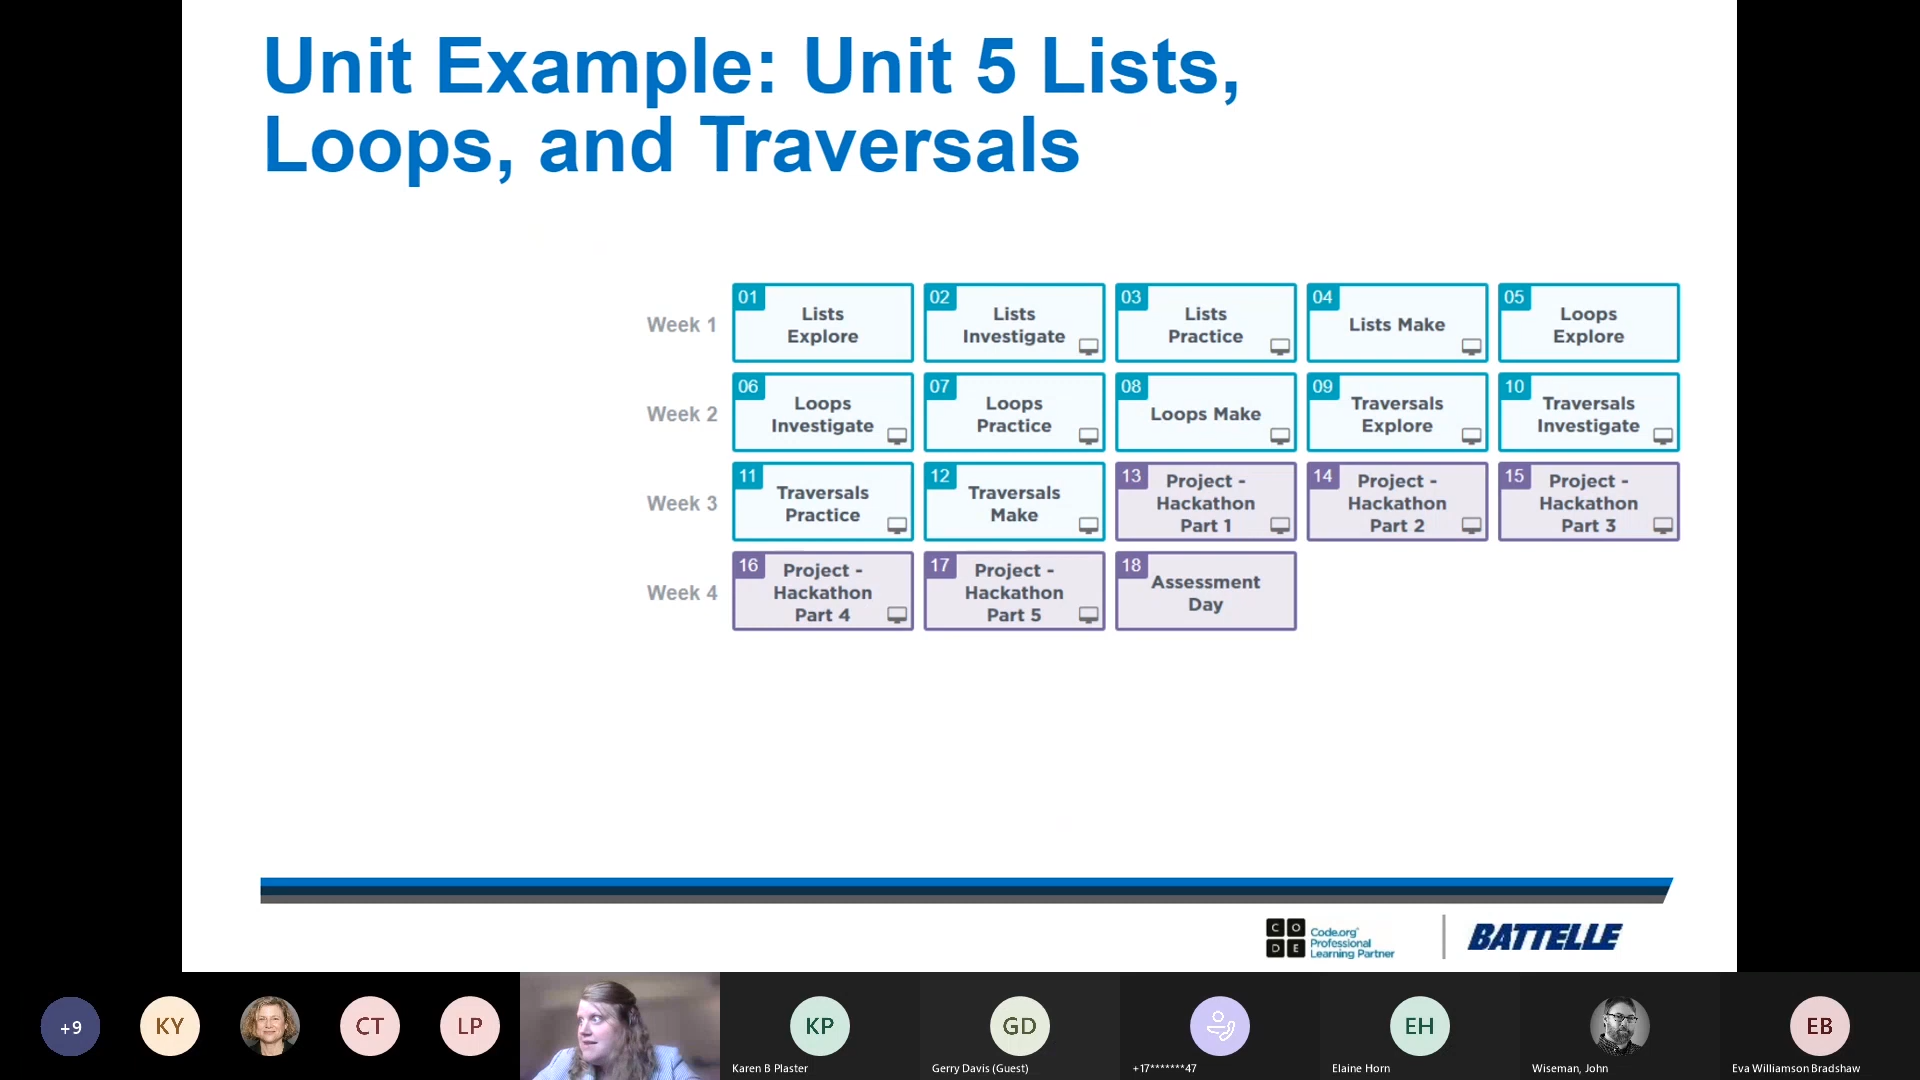 Unit Example: Unit 5 Lists,
Loops, and Traversals
Week 1
01
Lists
Explore
02
Lists
Investigate
03
Lists
Practice
04
Lists Make
05
Loops
Explore
Week 2
06
Loops
Investigate
07
Loops
Practice
08
Loops Make
09
Traversals
Explore
10
Traversals
Investigate
Week 3
11
Traversals
Practice
12
Traversals
Make
13
Project -
Hackathon
Part 1
14
Project -
Hackathon
Part 2
15
Project -
Hackathon
Part 3
Week 4
16
Project -
Hackathon
Part 4
17
Project -
Hackathon
Part 5
18
Assessment
Day
C O
D E
Code.org®
Professional
Learning Partner
BATTELLE
+9
KY
CT
LP
KP
Karen B Plaster
GD
Gerry Davis (Guest)
+17*******47
EH
Elaine Horn
Wiseman, John
EB
Eva Williamson Bradshaw